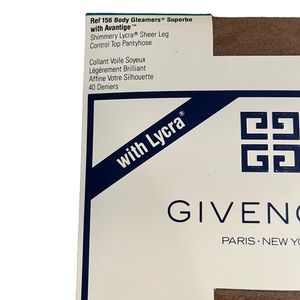 Ref 156 Body Gleamers® Superbe
with Avantige™
Shimmery Lycra® Sheer Leg
Control Top Pantyhose
Collant Voile Soyeux
Légèrement Brilliant
Affine Votre Silhouette
40 Deniers
with Lycra®
GIVENC
PARIS · NEW YO